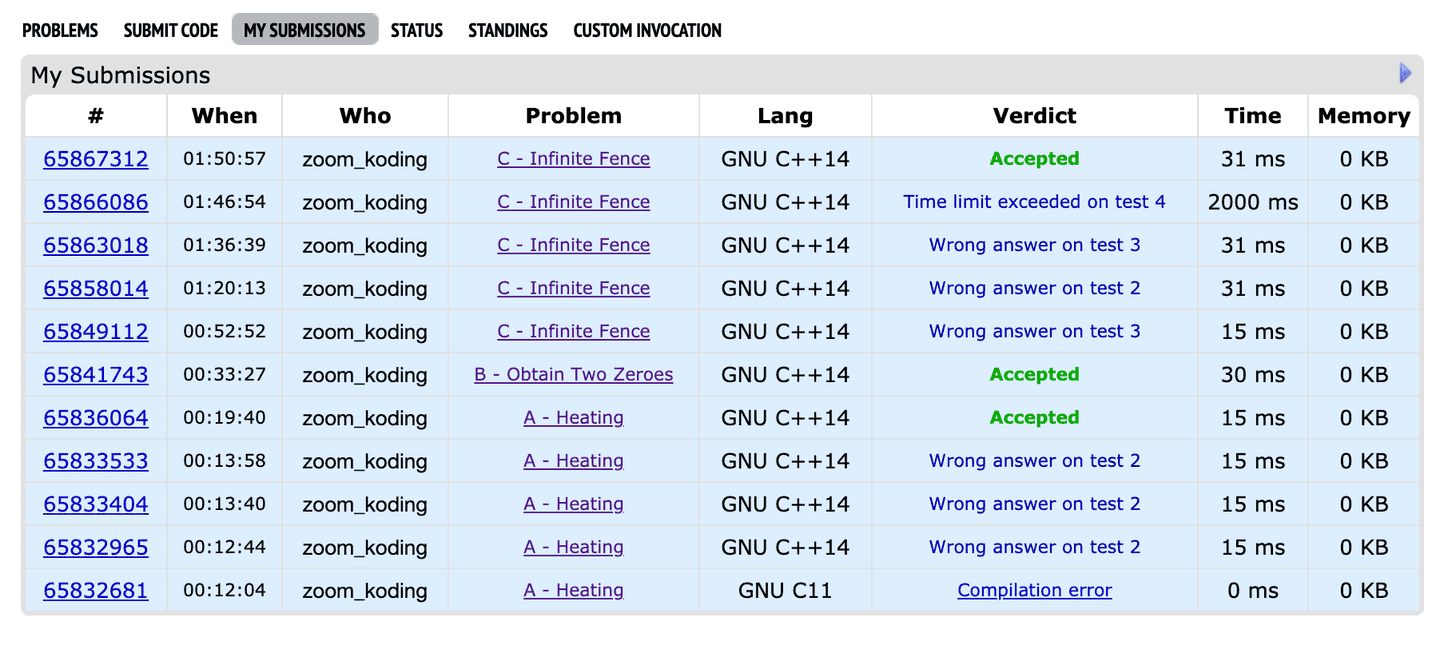 PROBLEMS SUBMIT CODE MY SUBMISSIONS STATUS STANDINGS CUSTOM INVOCATION
My Submissions
# When Who Problem Lang Verdict Time Memory
65867312 01:50:57 zoom_koding C - Infinite Fence GNU C++14 Accepted 31 ms 0 KB
65866086 01:46:54 zoom_koding C - Infinite Fence GNU C++14 Time limit exceeded on test 4 2000 ms 0 KB
65863018 01:36:39 zoom_koding C - Infinite Fence GNU C++14 Wrong answer on test 3 31 ms 0 KB
65858014 01:20:13 zoom_koding C - Infinite Fence GNU C++14 Wrong answer on test 2 31 ms 0 KB
65849112 00:52:52 zoom_koding C - Infinite Fence GNU C++14 Wrong answer on test 3 15 ms 0 KB
65841743 00:33:27 zoom_koding B - Obtain Two Zeroes GNU C++14 Accepted 30 ms 0 KB
65836064 00:19:40 zoom_koding A - Heating GNU C++14 Accepted 15 ms 0 KB
65833533 00:13:58 zoom_koding A - Heating GNU C++14 Wrong answer on test 2 15 ms 0 KB
65833404 00:13:40 zoom_koding A - Heating GNU C++14 Wrong answer on test 2 15 ms 0 KB
65832965 00:12:44 zoom_koding A - Heating GNU C++14 Wrong answer on test 2 15 ms 0 KB
65832681 00:12:04 zoom_koding A - Heating GNU C11 Compilation error 0 ms 0 KB